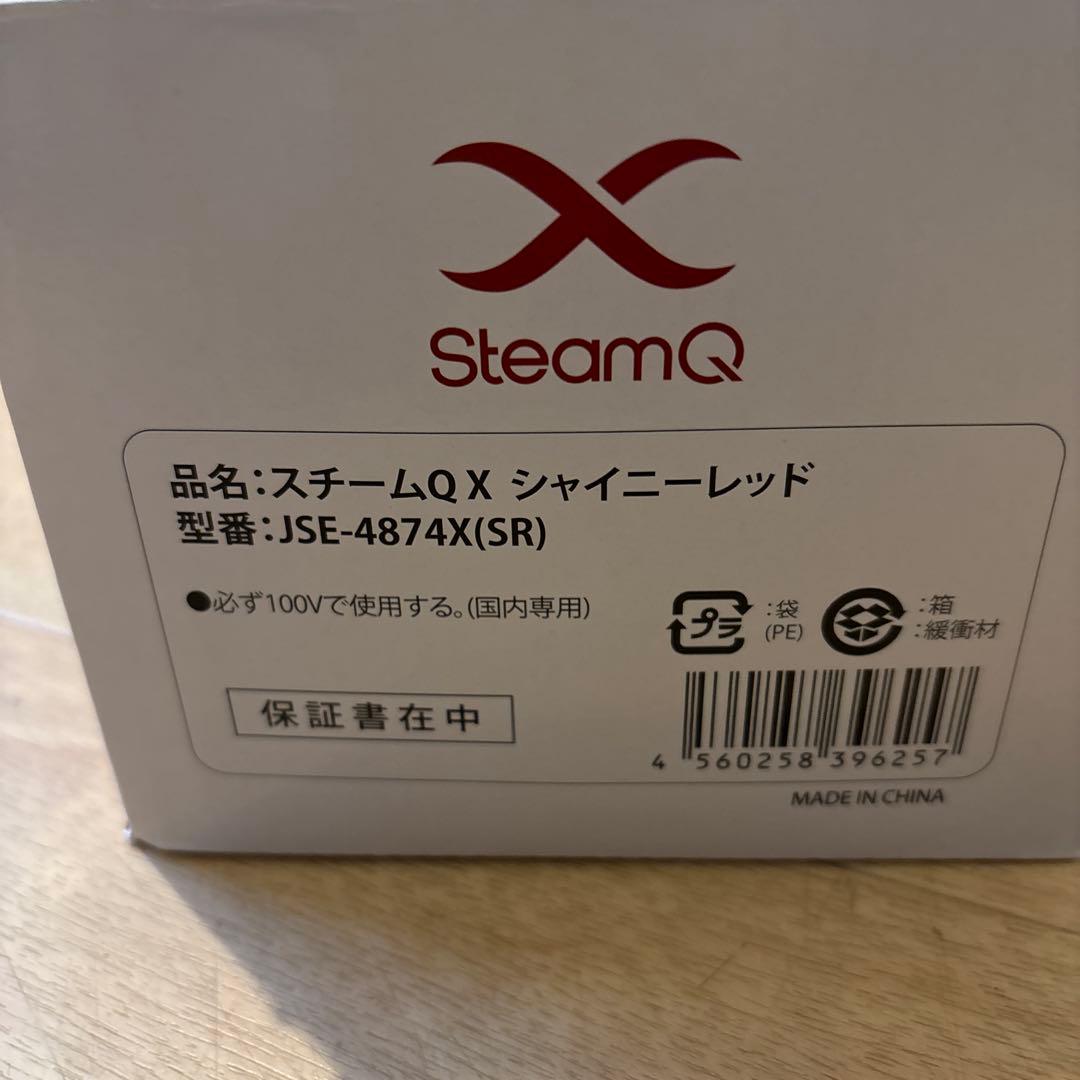 SteamQ
品名：スチームQ X シャイニーレッド
型番：JSE-4874X(SR)
●必ず100Vで使用する。(国内専用)
プラ
：袋
(PE)
：箱
：緩衝材
保証書在中
4 560258 396257
MADE IN CHINA